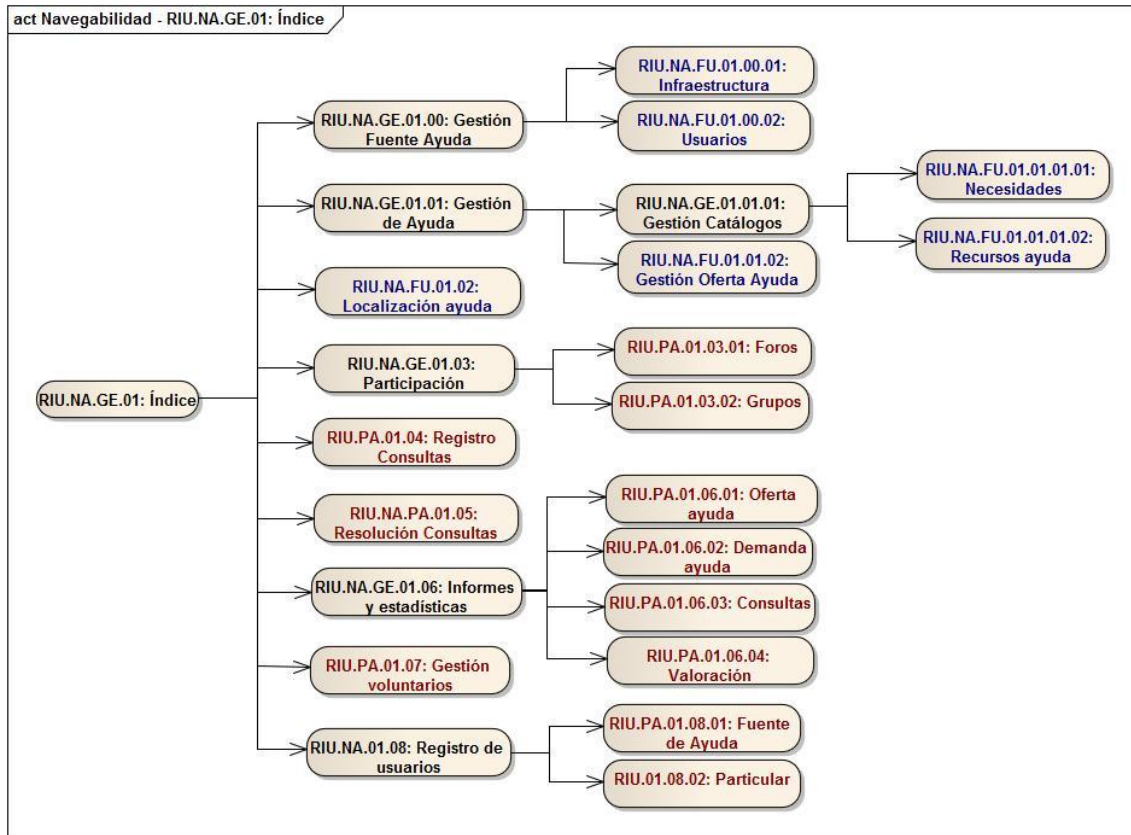 act Navegabilidad - RIU.NA.GE.01: Índice
RIU.NA.GE.01: Índice
RIU.NA.GE.01.00: Gestión
Fuente Ayuda
RIU.NA.FU.01.00.01:
Infraestructura
RIU.NA.FU.01.00.02:
Usuarios
RIU.NA.GE.01.01: Gestión
de Ayuda
RIU.NA.GE.01.01.01:
Gestión Catálogos
RIU.NA.FU.01.01.01.01:
Necesidades
RIU.NA.FU.01.01.01.02:
Recursos ayuda
RIU.NA.FU.01.01.02:
Gestión Oferta Ayuda
RIU.NA.FU.01.02:
Localización ayuda
RIU.NA.GE.01.03:
Participación
RIU.PA.01.03.01: Foros
RIU.PA.01.03.02: Grupos
RIU.PA.01.04: Registro
Consultas
RIU.NA.PA.01.05:
Resolución Consultas
RIU.NA.GE.01.06: Informes
y estadísticas
RIU.PA.01.06.01: Oferta
ayuda
RIU.PA.01.06.02: Demanda
ayuda
RIU.PA.01.06.03: Consultas
RIU.PA.01.06.04:
Valoración
RIU.PA.01.07: Gestión
voluntarios
RIU.NA.01.08: Registro de
usuarios
RIU.PA.01.08.01: Fuente
de Ayuda
RIU.01.08.02: Particular